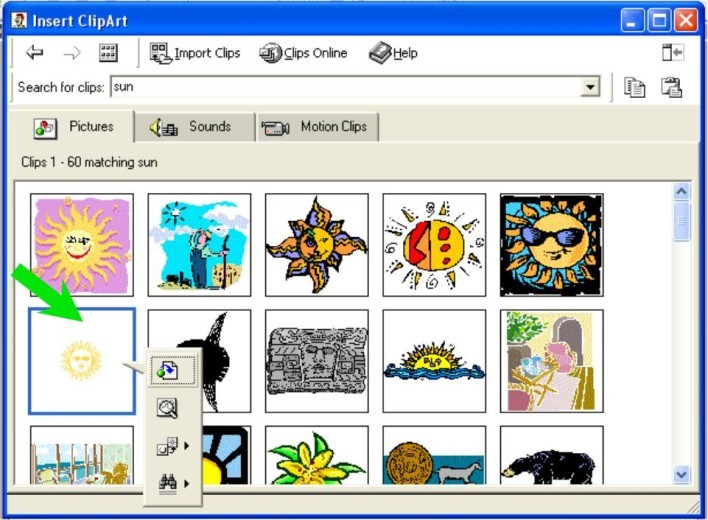 Insert ClipArt
Import Clips Clips Online Help
Search for clips: sun
Pictures Sounds Motion Clips
Clips 1 - 60 matching sun